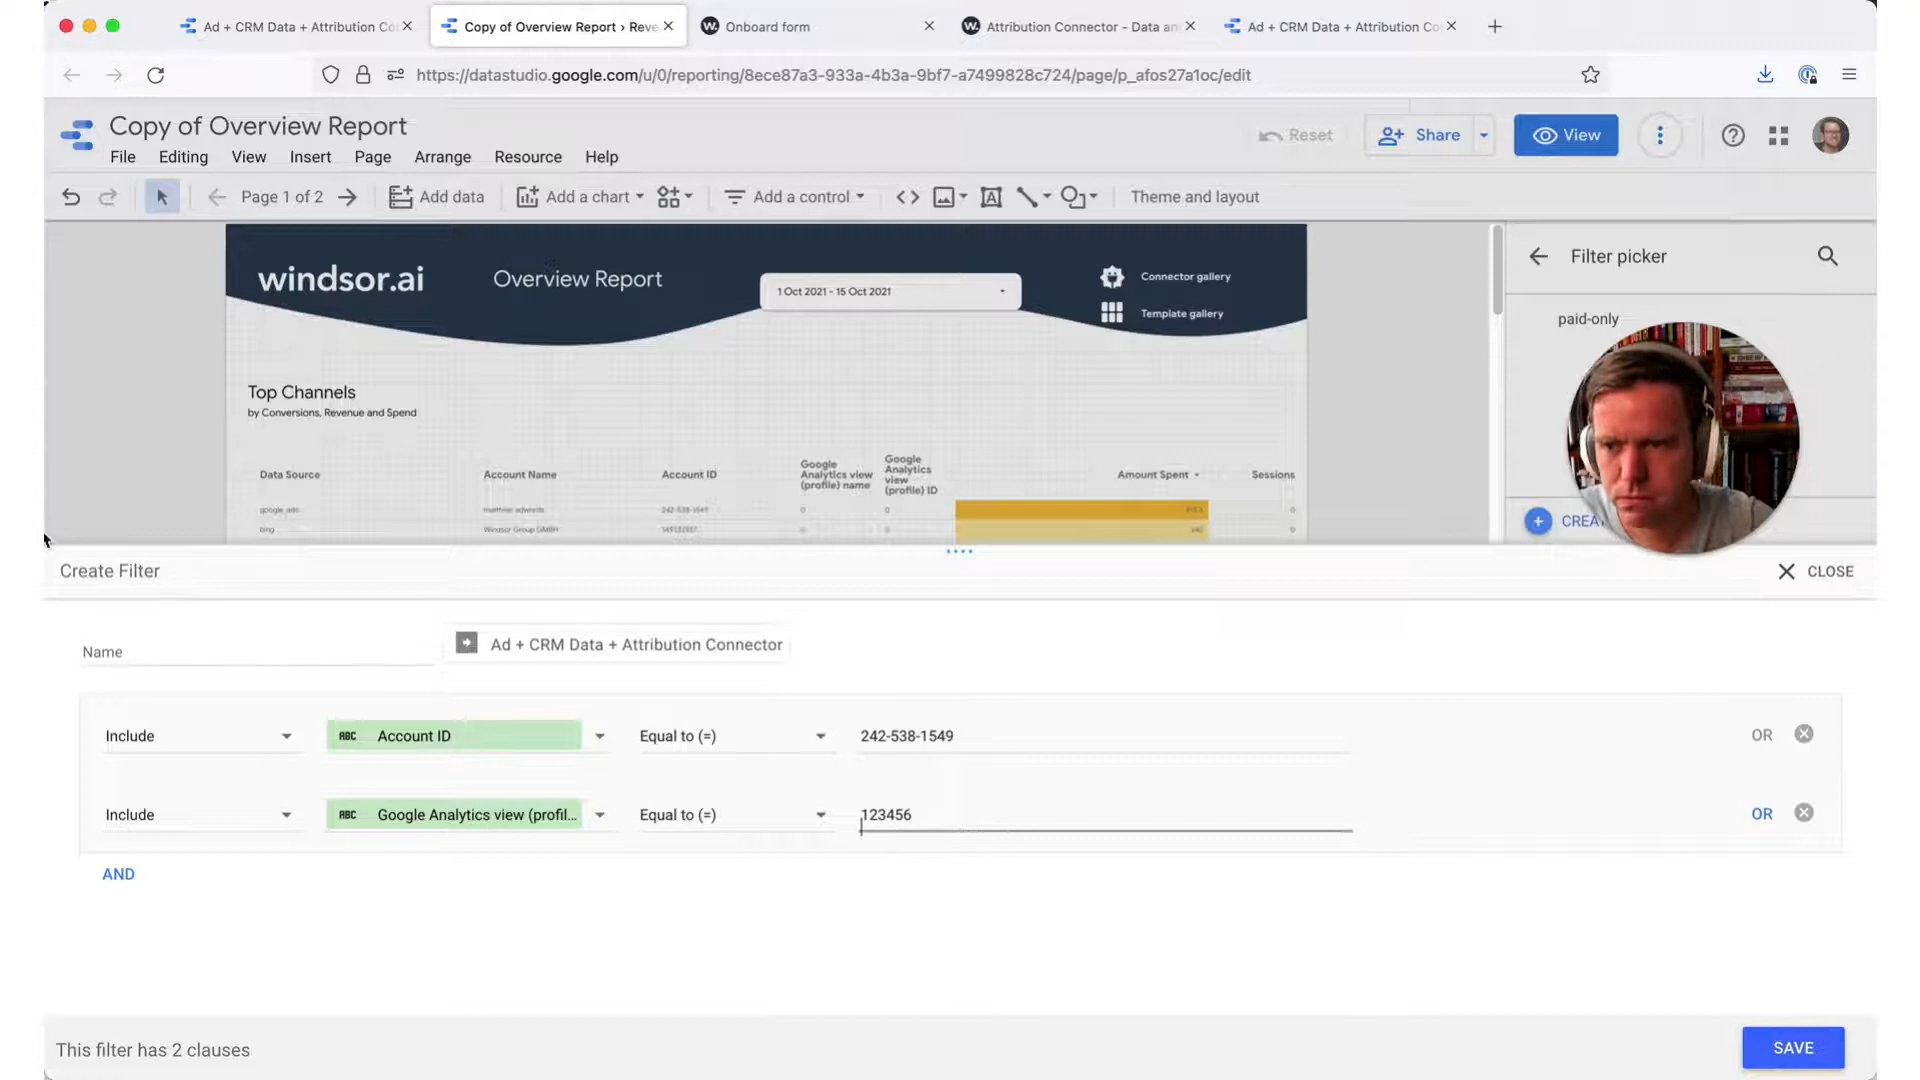 Ad + CRM Data + Attribution Co
Copy of Overview Report › Reve
Onboard form
Attribution Connector - Data an
Ad + CRM Data + Attribution Co
https://datastudio.google.com/u/0/reporting/8ece87a3-933a-4b3a-9bf7-a7499828c724/page/p_afos27a1oc/edit
Copy of Overview Report
Reset
Share
View
File Editing View Insert Page Arrange Resource Help
Page 1 of 2
Add data
Add a chart
Add a control
Theme and layout
windsor.ai
Overview Report
1 Oct 2021 - 15 Oct 2021
Connector gallery
Template gallery
Filter picker
paid-only
Top Channels
by Conversions, Revenue and Spend
Data Source
Account Name
Account ID
Google
Analytics view
(profile) name
Google
Analytics
view
(profile) ID
Amount Spent
Sessions
google_ads
242-538-1549
0
0
0
bing
Windsor Group GMBH
0
0
0
CREA
Create Filter
CLOSE
Name
Ad + CRM Data + Attribution Connector
Include
ABC Account ID
Equal to (=)
242-538-1549
OR
Include
ABC Google Analytics view (profil...
Equal to (=)
123456
OR
AND
This filter has 2 clauses
SAVE